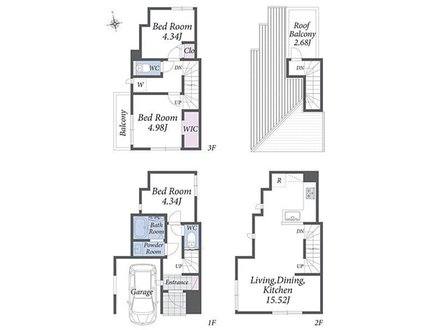 Bed Room
4.34J
Clo
WC
DN
W
UP
Bed Room
4.98J
WIC
Balcony
3F
Roof
Balcony
2.68J
DN
Bed Room
4.34J
Bath
Room
WC
Powder
Room
UP
Entrance
Garage
1F
R
DN
UP
Living,Dining,
Kitchen
15.52J
2F